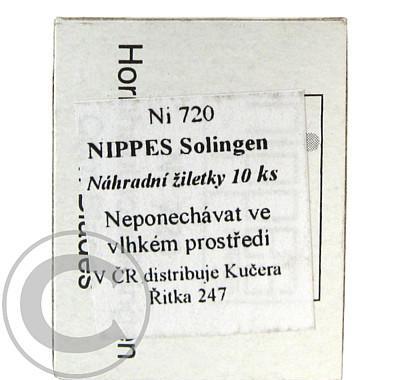 Ni 720
NIPPES Solingen
Náhradní žiletky 10 ks
Neponechávat ve
vlhkém prostředí
V ČR distribuje Kučera
Řitka 247